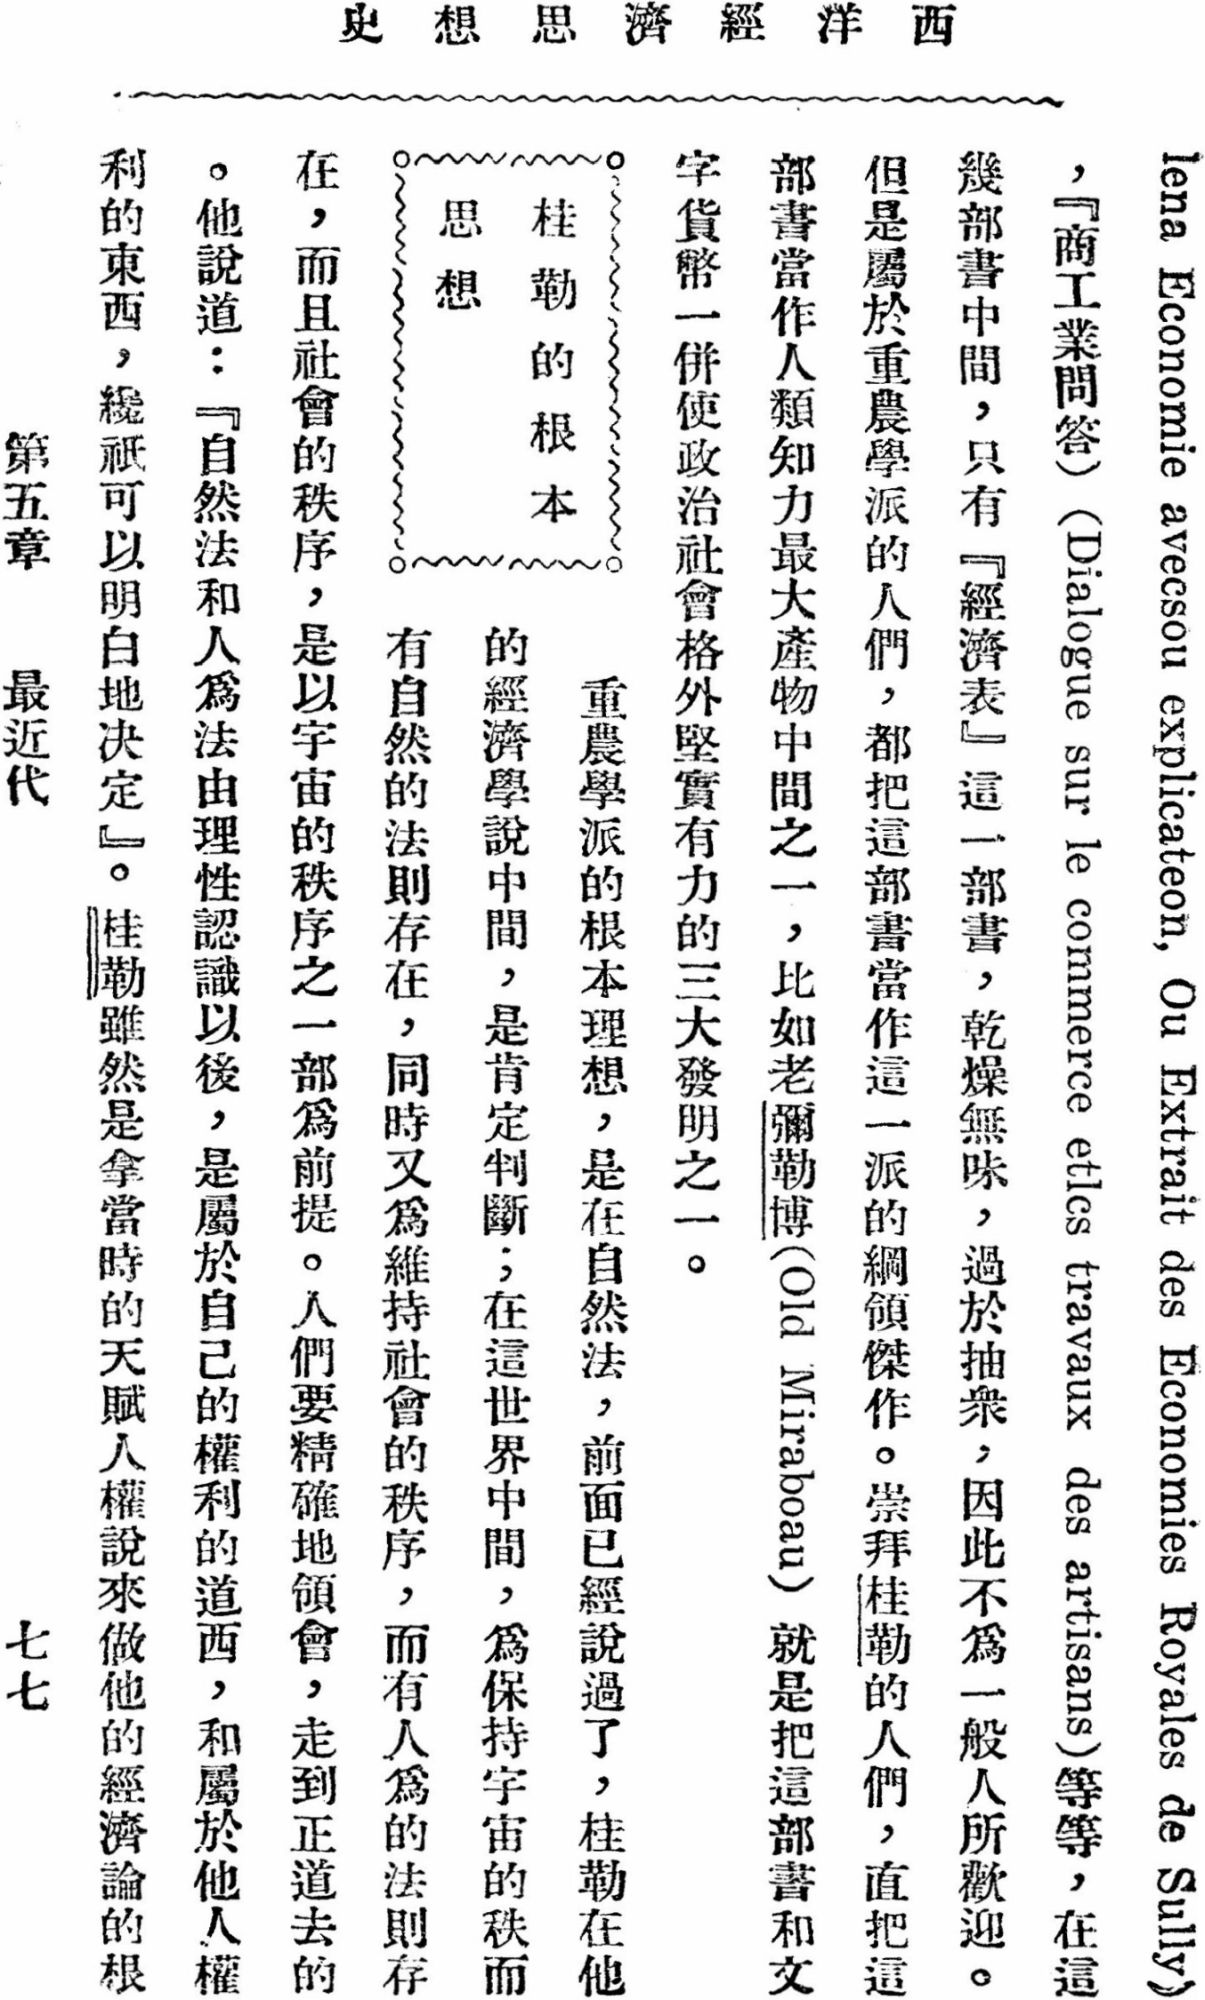 西洋經濟思想史
lena Economie avecsou explicateon, Ou Extrait des Economies Royales de Sully)
，『商工業問答）(Dialogue sur le commerce etlcs travaux des artisans)等等，在這
幾部書中間，只有『經濟表』這一部書，乾燥無味，過於抽象，因此不爲一般人所歡迎。
但是屬於重農學派的人們，都把這部書當作這一派的綱領傑作。崇拜桂勒的人們，直把這
部書當作人類知力最大產物中間之一，比如老彌勒博(Old Miraboau)就是把這部書和文
字貨幣一併使政治社會格外堅實有力的三大發明之一。
桂勒的根本
思想
重農學派的根本理想，是在自然法，前面已經說過了，桂勒在他
的經濟學說中間，是肯定判斷；在這世界中間，爲保持宇宙的秩而
有自然的法則存在，同時又爲維持社會的秩序，而有人爲的法則存
在，而且社會的秩序，是以宇宙的秩序之一部爲前提。人們要精確地領會，走到正道去的
。他說道：『自然法和人爲法由理性認識以後，是屬於自己的權利的道西，和屬於他人權
利的東西，纔祇可以明白地决定』。桂勒雖然是拿當時的天賦人權說來做他的經濟論的根
第五章　最近代　七七